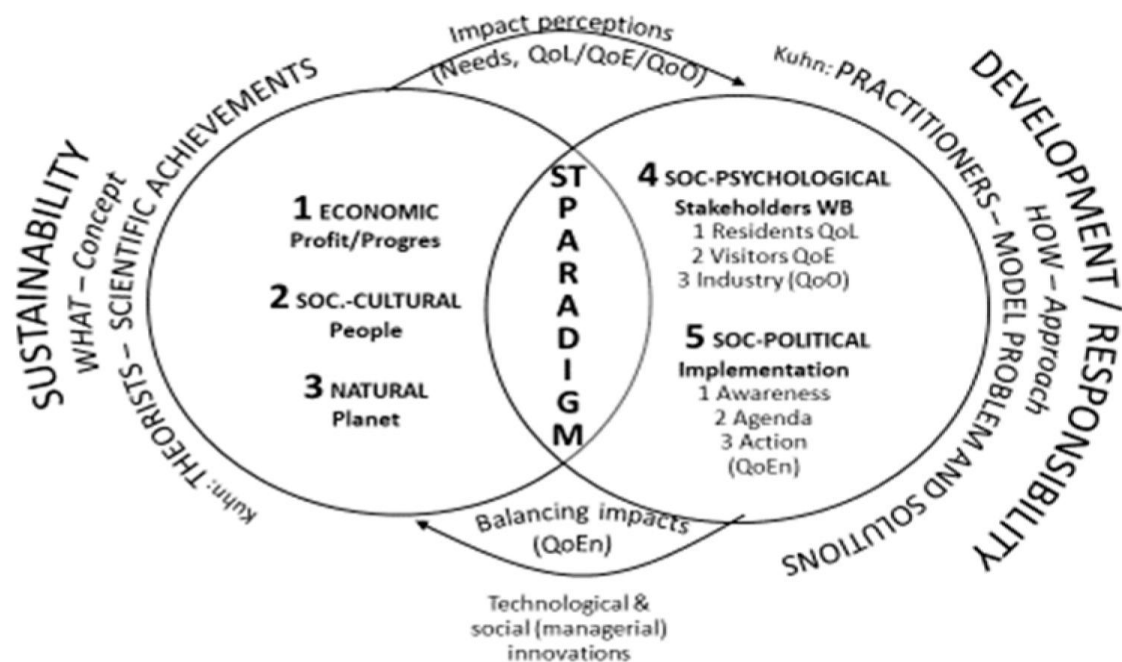 Impact perceptions
(Needs, QoL/QoE/QoO)
SUSTAINABILITY
WHAT – Concept
Kuhn: THEORISTS – SCIENTIFIC ACHIEVEMENTS
1 ECONOMIC
Profit/Progres
2 SOC.-CULTURAL
People
3 NATURAL
Planet
ST
P
A
R
A
D
I
G
M
4 SOC-PSYCHOLOGICAL
Stakeholders WB
1 Residents QoL
2 Visitors QoE
3 Industry (QoO)
5 SOC-POLITICAL
Implementation
1 Awareness
2 Agenda
3 Action
(QoEn)
Kuhn: PRACTITIONERS – MODEL PROBLEM AND SOLUTIONS
HOW – Approach
DEVELOPMENT / RESPONSIBILITY
Balancing impacts
(QoEn)
Technological &
social (managerial)
innovations